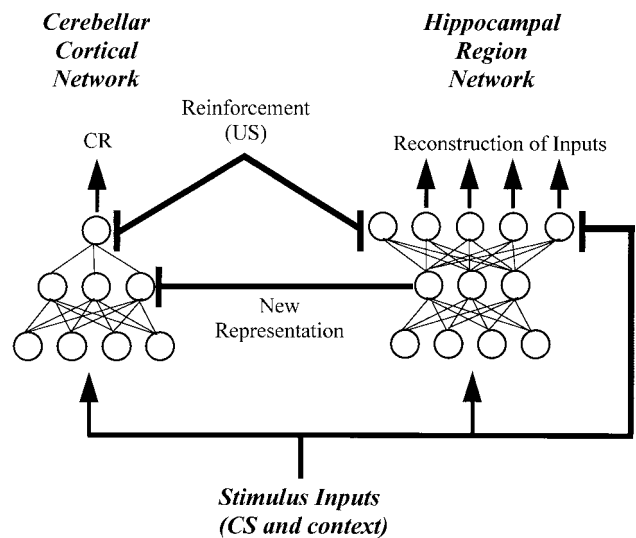 Cerebellar
Cortical
Network
Hippocampal
Region
Network
Reinforcement
(US)
CR
Reconstruction of Inputs
New
Representation
Stimulus Inputs
(CS and context)